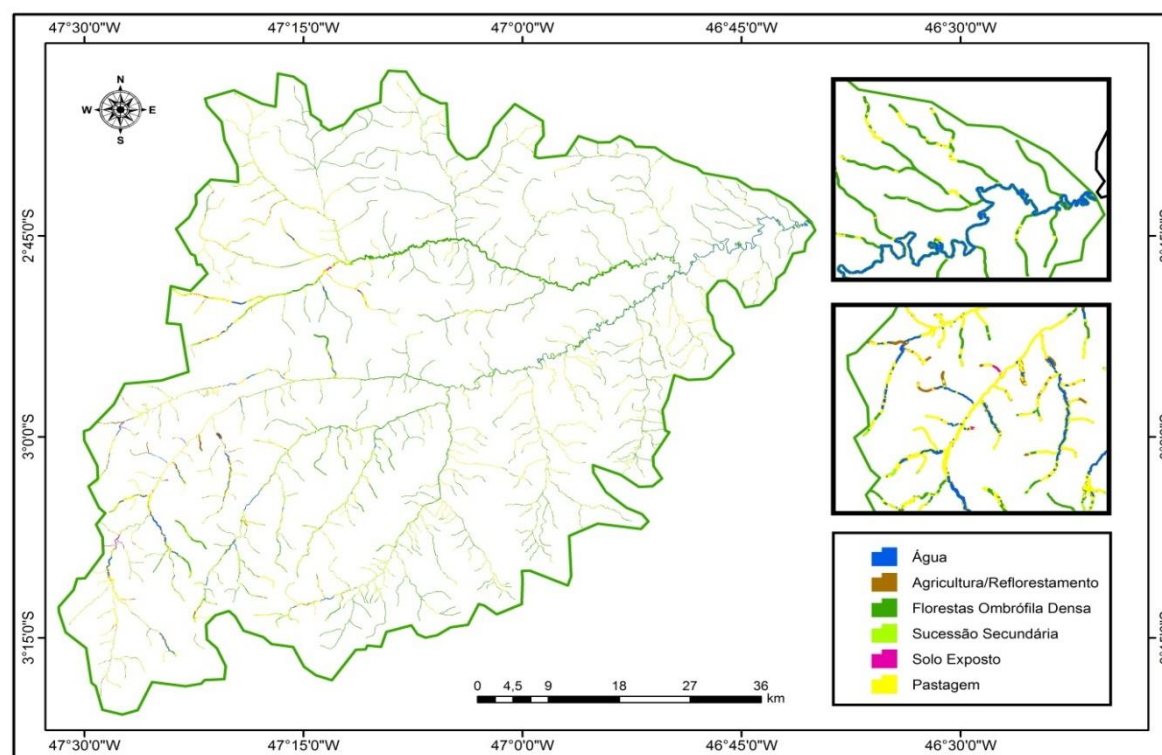 47°30'0"W 47°15'0"W 47°0'0"W 46°45'0"W 46°30'0"W
N
W E
S
2°45'0"S
3°0'0"S
3°15'0"S
Água
Agricultura/Reflorestamento
Florestas Ombrófila Densa
Sucessão Secundária
Solo Exposto
Pastagem
0 4,5 9 18 27 36
km
47°30'0"W 47°15'0"W 47°0'0"W 46°45'0"W 46°30'0"W